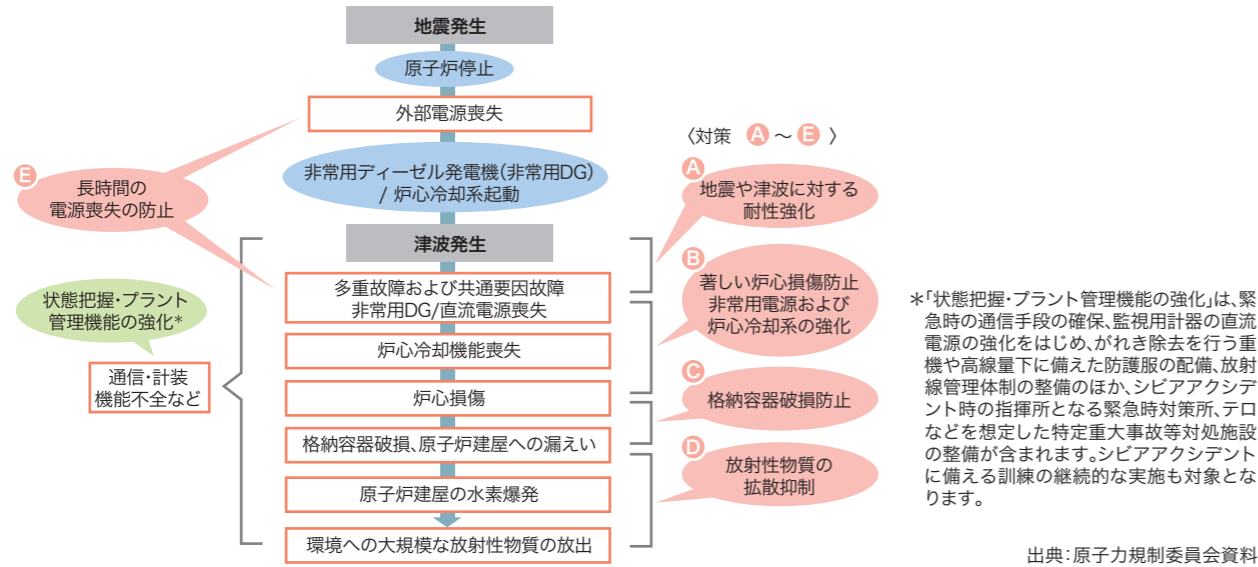 地震発生
原子炉停止
外部電源喪失
非常用ディーゼル発電機(非常用DG)
/ 炉心冷却系起動
津波発生
多重故障および共通要因故障
非常用DG/直流電源喪失
炉心冷却機能喪失
炉心損傷
格納容器破損、原子炉建屋への漏えい
原子炉建屋の水素爆発
環境への大規模な放射性物質の放出
E
長時間の
電源喪失の防止
状態把握・プラント
管理機能の強化*
通信・計装
機能不全など
〈対策 A ～ E 〉
A
地震や津波に対する
耐性強化
B
著しい炉心損傷防止
非常用電源および
炉心冷却系の強化
C
格納容器破損防止
D
放射性物質の
拡散抑制
＊「状態把握・プラント管理機能の強化」は、緊
急時の通信手段の確保、監視用計器の直流
電源の強化をはじめ、がれき除去を行う重
機や高線量下に備えた防護服の配備、放射
線管理体制の整備のほか、シビアアクシデ
ント時の指揮所となる緊急時対策所、テロ
などを想定した特定重大事故等対処施設
の整備が含まれます。シビアアクシデント
に備える訓練の継続的な実施も対象とな
ります。
出典：原子力規制委員会資料